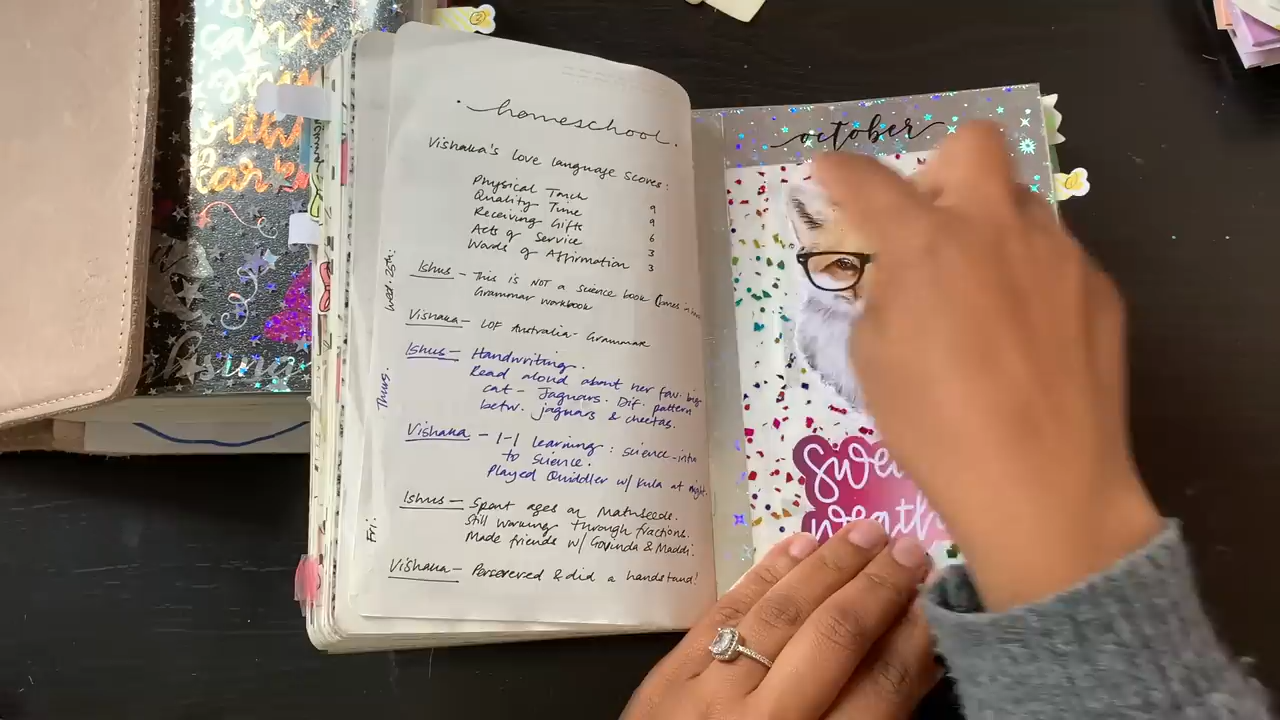 homeschool.
Vishaka's love language scores:
Physical Touch 9
Quality Time 9
Receiving Gifts 6
Acts of Service 3
Words of Affirmation 3
Wed. 25th:
Ishus - This is NOT a science book
Grammar workbook
Vishaka - LOF Australia - Grammar
Thurs.
Ishus - Handwriting.
Read aloud about her fav. big
cat - Jaguars. Dif. pattern
betw. jaguars & cheetas.
Vishaka - 1-1 learning: science-intro
to science.
Played Quiddler w/ Kula at night.
Fri.
Ishus - Spent ages on Mathseeds.
Still working through fractions.
Made friends w/ Govinda & Maddi.
Vishaka - Persevered & did a handstand!
october